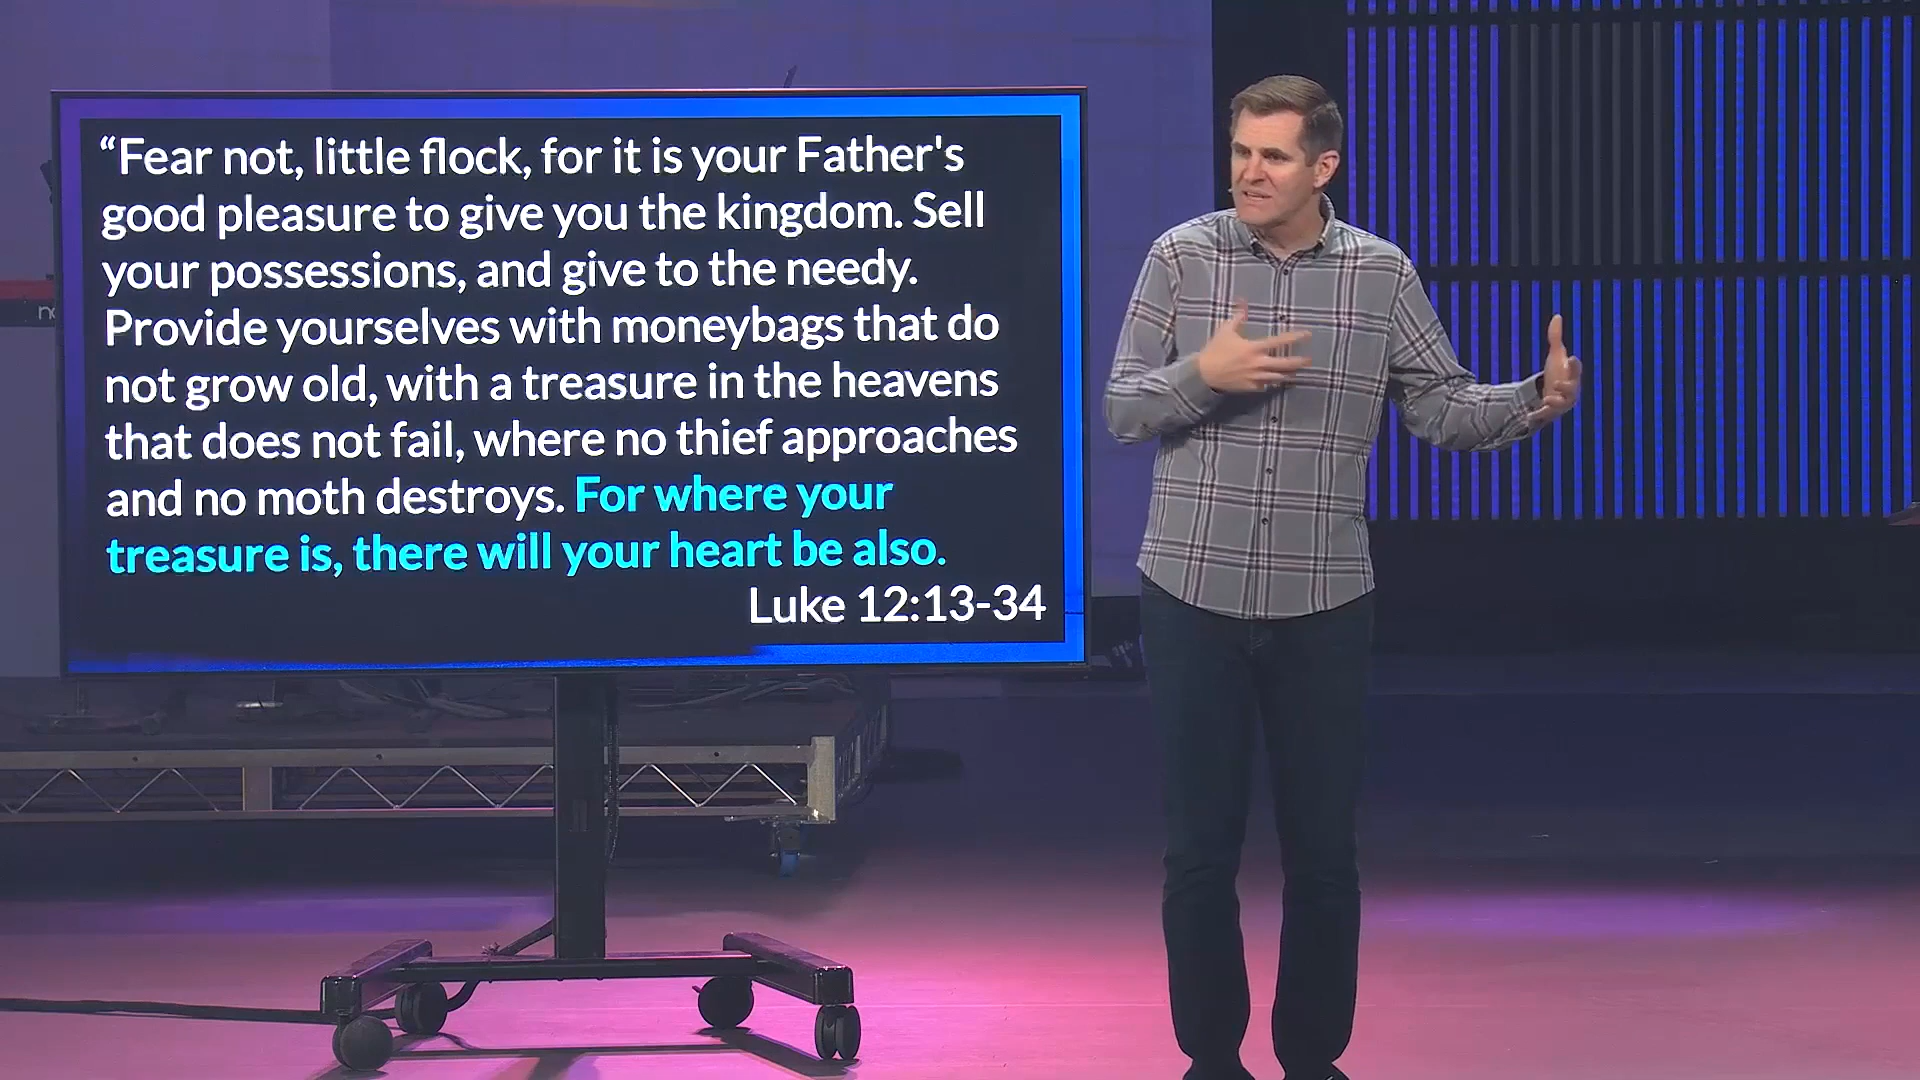 “Fear not, little flock, for it is your Father's
good pleasure to give you the kingdom. Sell
your possessions, and give to the needy.
Provide yourselves with moneybags that do
not grow old, with a treasure in the heavens
that does not fail, where no thief approaches
and no moth destroys. For where your
treasure is, there will your heart be also.
Luke 12:13-34